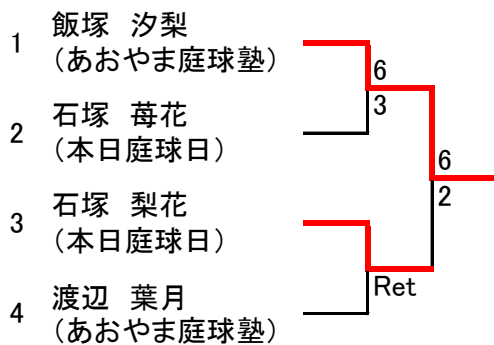 1 飯塚 汐梨
(あおやま庭球塾)
6
3
2 石塚 苺花
(本日庭球日)
6
2
3 石塚 梨花
(本日庭球日)
Ret
4 渡辺 葉月
(あおやま庭球塾)